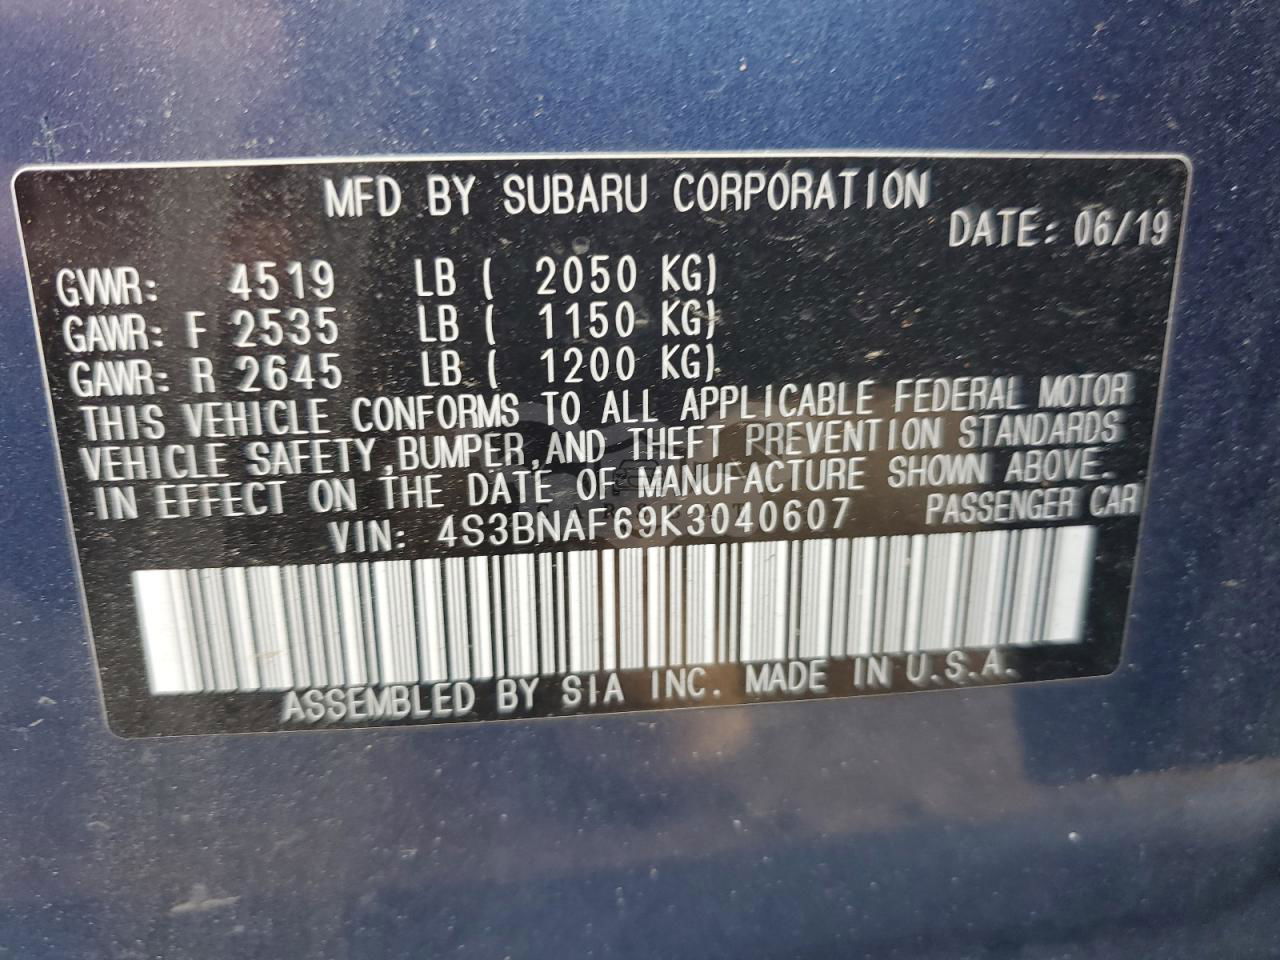 MFD BY SUBARU CORPORATION
DATE: 06/19
GVWR: 4519 LB ( 2050 KG)
GAWR: F 2535 LB ( 1150 KG)
GAWR: R 2645 LB ( 1200 KG)
THIS VEHICLE CONFORMS TO ALL APPLICABLE FEDERAL MOTOR
VEHICLE SAFETY, BUMPER, AND THEFT PREVENTION STANDARDS
IN EFFECT ON THE DATE OF MANUFACTURE SHOWN ABOVE.
VIN: 4S3BNAF69K3040607 PASSENGER CAR
ASSEMBLED BY SIA INC. MADE IN U.S.A.